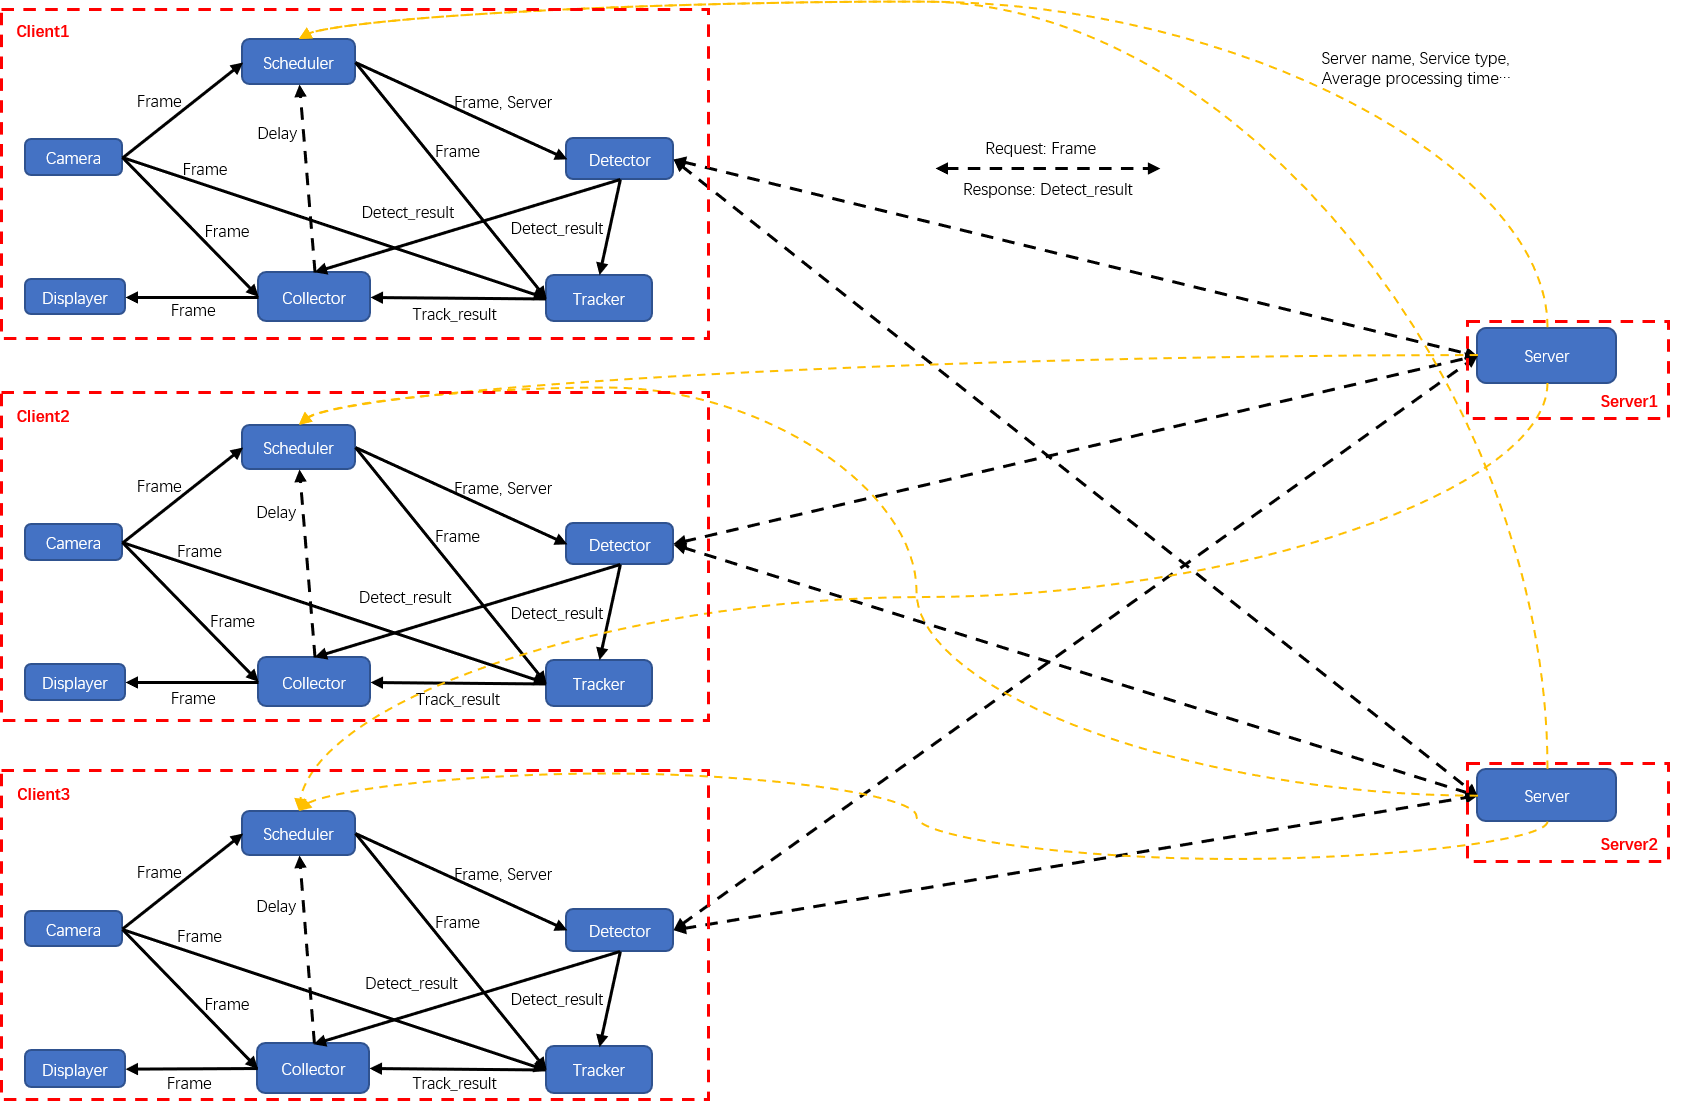 Client1
Scheduler
Server name, Service type,
Average processing time···
Frame
Frame, Server
Delay
Frame
Request: Frame
Camera
Detector
Frame
Response: Detect_result
Detect_result
Frame
Detect_result
Displayer
Collector
Tracker
Frame
Track_result
Server
Server1
Client2
Scheduler
Frame
Frame, Server
Delay
Frame
Camera
Detector
Frame
Detect_result
Frame
Detect_result
Displayer
Collector
Tracker
Frame
Track_result
Client3
Server
Server2
Scheduler
Frame
Frame, Server
Delay
Frame
Camera
Detector
Frame
Detect_result
Frame
Detect_result
Displayer
Collector
Tracker
Frame
Track_result